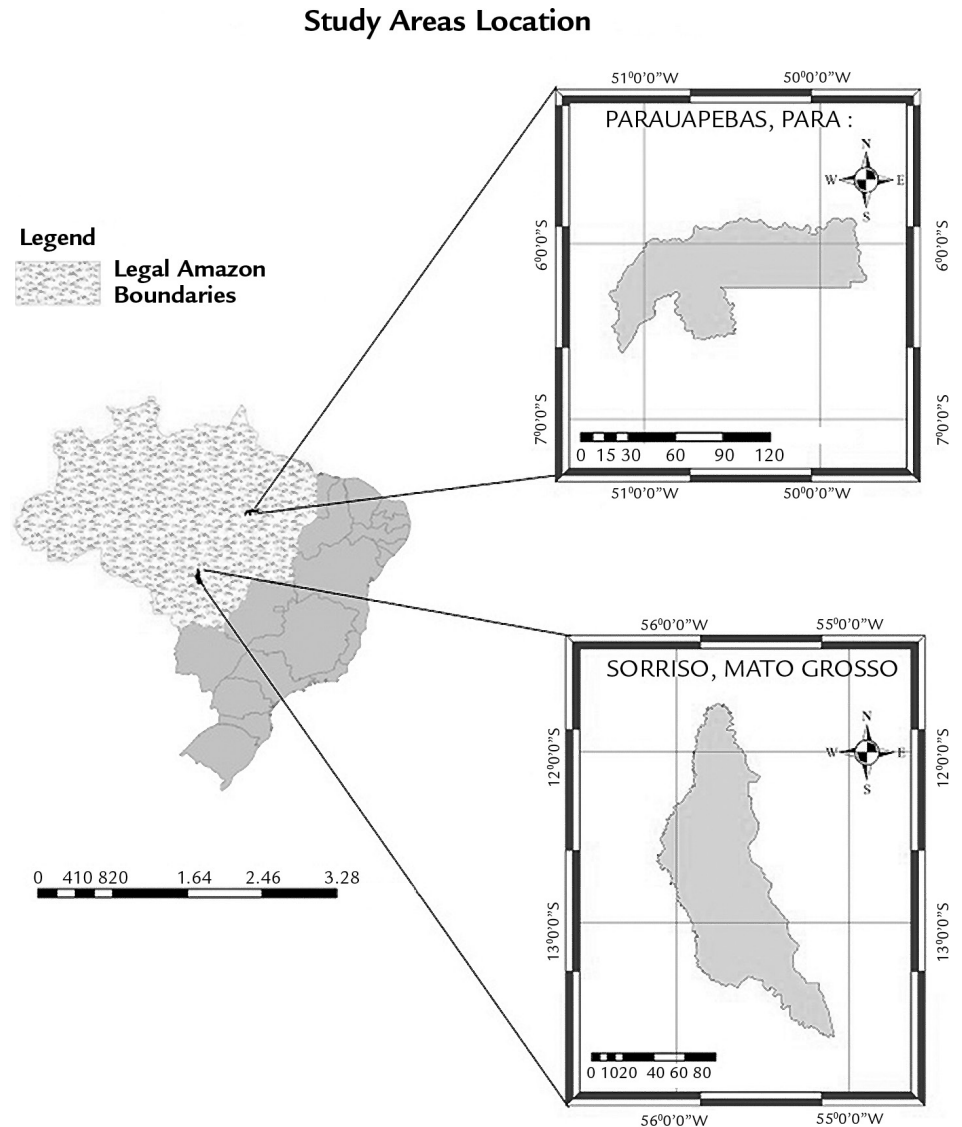 Study Areas Location
Legend
Legal Amazon
Boundaries
0 410 820 1.64 2.46 3.28
51⁰0'0"W 50⁰0'0"W
PARAUAPEBAS, PARA :
N
W E
S
6⁰0'0"S 6⁰0'0"S
7⁰0'0"S 7⁰0'0"S
0 15 30 60 90 120
51⁰0'0"W 50⁰0'0"W
56⁰0'0"W 55⁰0'0"W
SORRISO, MATO GROSSO
N
W E
S
12⁰0'0"S 12⁰0'0"S
13⁰0'0"S 13⁰0'0"S
0 1020 40 60 80
56⁰0'0"W 55⁰0'0"W